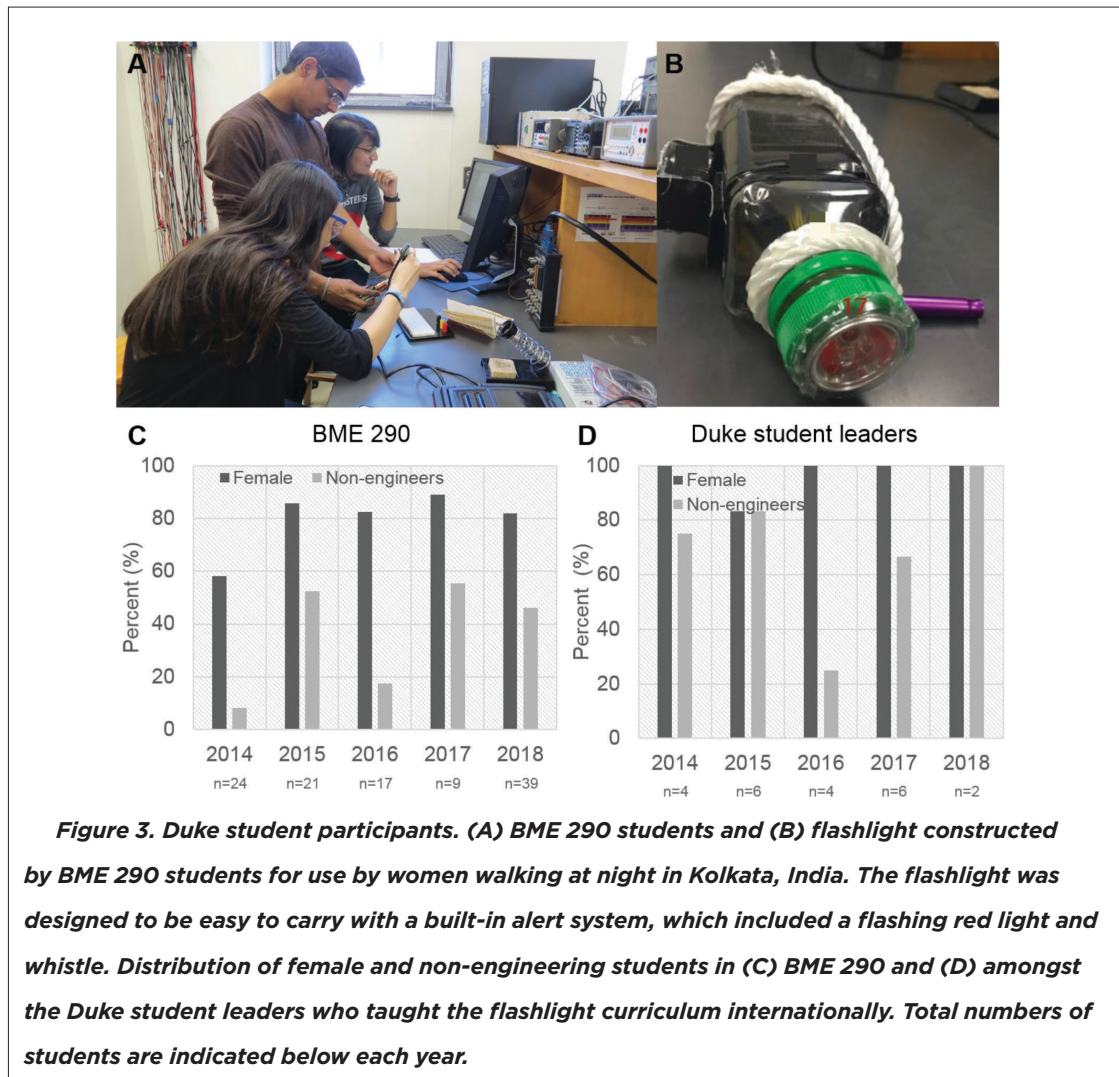 A
B
17
C
BME 290
D
Duke student leaders
Percent (%)
100
80
60
40
20
0
Female
Non-engineers
2014
2015
2016
2017
2018
n=24
n=21
n=17
n=9
n=39
Percent (%)
100
80
60
40
20
0
Female
Non-engineers
2014
2015
2016
2017
2018
n=4
n=6
n=4
n=6
n=2
Figure 3. Duke student participants. (A) BME 290 students and (B) flashlight constructed
by BME 290 students for use by women walking at night in Kolkata, India. The flashlight was
designed to be easy to carry with a built-in alert system, which included a flashing red light and
whistle. Distribution of female and non-engineering students in (C) BME 290 and (D) amongst
the Duke student leaders who taught the flashlight curriculum internationally. Total numbers of
students are indicated below each year.